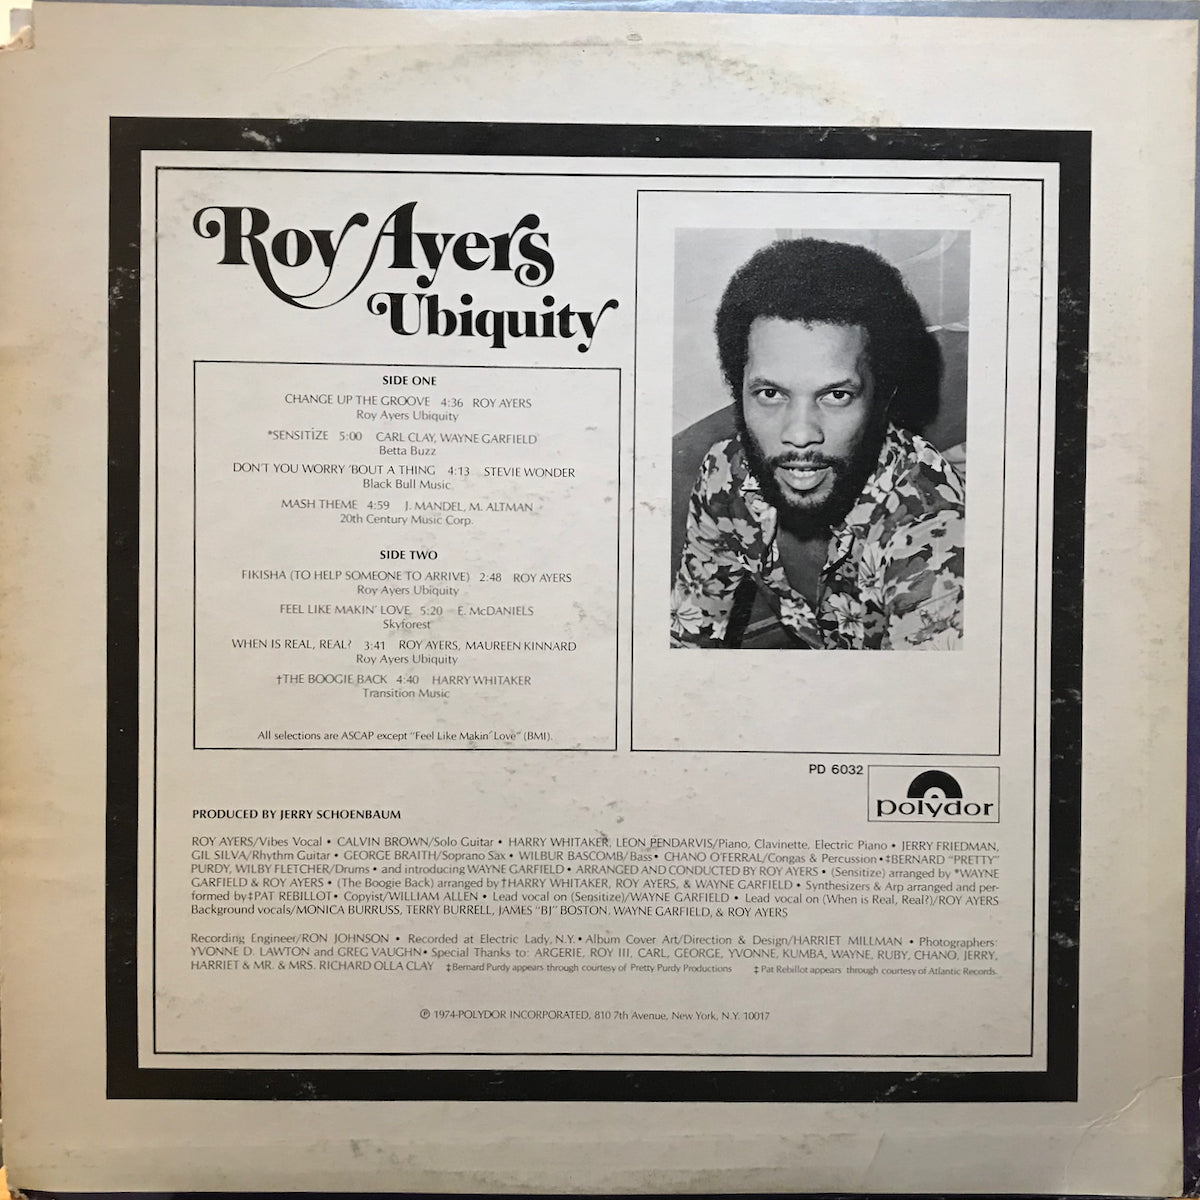 Roy Ayers
Ubiquity
SIDE ONE
CHANGE UP THE GROOVE 4:36 ROY AYERS
Roy Ayers Ubiquity
*SENSITIZE 5:00 CARL CLAY, WAYNE GARFIELD
Betta Buzz
DON'T YOU WORRY 'BOUT A THING 4:13 STEVIE WONDER
Black Bull Music
MASH THEME 4:59 J. MANDEL, M. ALTMAN
20th Century Music Corp.
SIDE TWO
FIKISHA (TO HELP SOMEONE TO ARRIVE) 2:48 ROY AYERS
Roy Ayers Ubiquity
FEEL LIKE MAKIN' LOVE 5:20 E. McDANIELS
Skyforest
WHEN IS REAL, REAL? 3:41 ROY AYERS, MAUREEN KINNARD
Roy Ayers Ubiquity
†THE BOOGIE BACK 4:40 HARRY WHITAKER
Transition Music
All selections are ASCAP except "Feel Like Makin' Love" (BMI).
PD 6032
polydor
PRODUCED BY JERRY SCHOENBAUM
ROY AYERS/Vibes Vocal • CALVIN BROWN/Solo Guitar • HARRY WHITAKER, LEON PENDARVIS/Piano, Clavinette, Electric Piano • JERRY FRIEDMAN,
GIL SILVA/Rhythm Guitar • GEORGE BRAITH/Soprano Sax • WILBUR BASCOMB/Bass • CHANO O'FERRAL/Congas & Percussion • ‡BERNARD "PRETTY"
PURDY, WILBY FLETCHER/Drums • and introducing WAYNE GARFIELD • ARRANGED AND CONDUCTED BY ROY AYERS • (Sensitize) arranged by *WAYNE
GARFIELD & ROY AYERS • (The Boogie Back) arranged by †HARRY WHITAKER, ROY AYERS, & WAYNE GARFIELD • Synthesizers & Arp arranged and per-
formed by ‡PAT REBILLOT • Copyist/WILLIAM ALLEN • Lead vocal on (Sensitize)/WAYNE GARFIELD • Lead vocal on (When is Real, Real?)/ROY AYERS
Background vocals/MONICA BURRUSS, TERRY BURRELL, JAMES "BJ" BOSTON, WAYNE GARFIELD, & ROY AYERS
Recording Engineer/RON JOHNSON • Recorded at Electric Lady, N.Y. • Album Cover Art/Direction & Design/HARRIET MILLMAN • Photographers:
YVONNE D. LAWTON and GREG VAUGHN • Special Thanks to: ARGERIE, ROY III, CARL, GEORGE, YVONNE, KUMBA, WAYNE, RUBY, CHANO, JERRY,
HARRIET & MR. & MRS. RICHARD OLLA CLAY ‡Bernard Purdy appears through courtesy of Pretty Purdy Productions ‡Pat Rebillot appears through courtesy of Atlantic Records.
℗ 1974-POLYDOR INCORPORATED, 810 7th Avenue, New York, N.Y. 10017